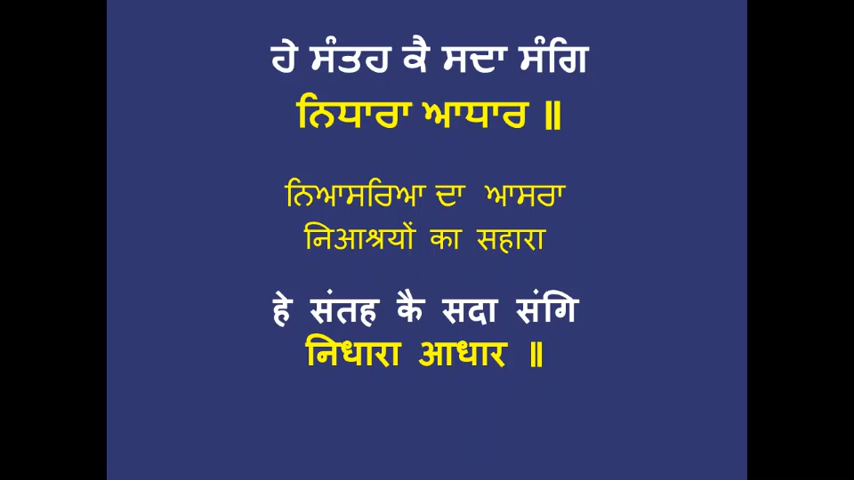 ਹੇ ਸੰਤਹ ਕੈ ਸਦਾ ਸੰਗਿ
ਨਿਧਾਰਾ ਆਧਾਰ ॥
ਨਿਆਸਰਿਆ ਦਾ ਆਸਰਾ
निआश्रयों का सहारा
हे संतह कै सदा संगि
निधारा आधार ॥